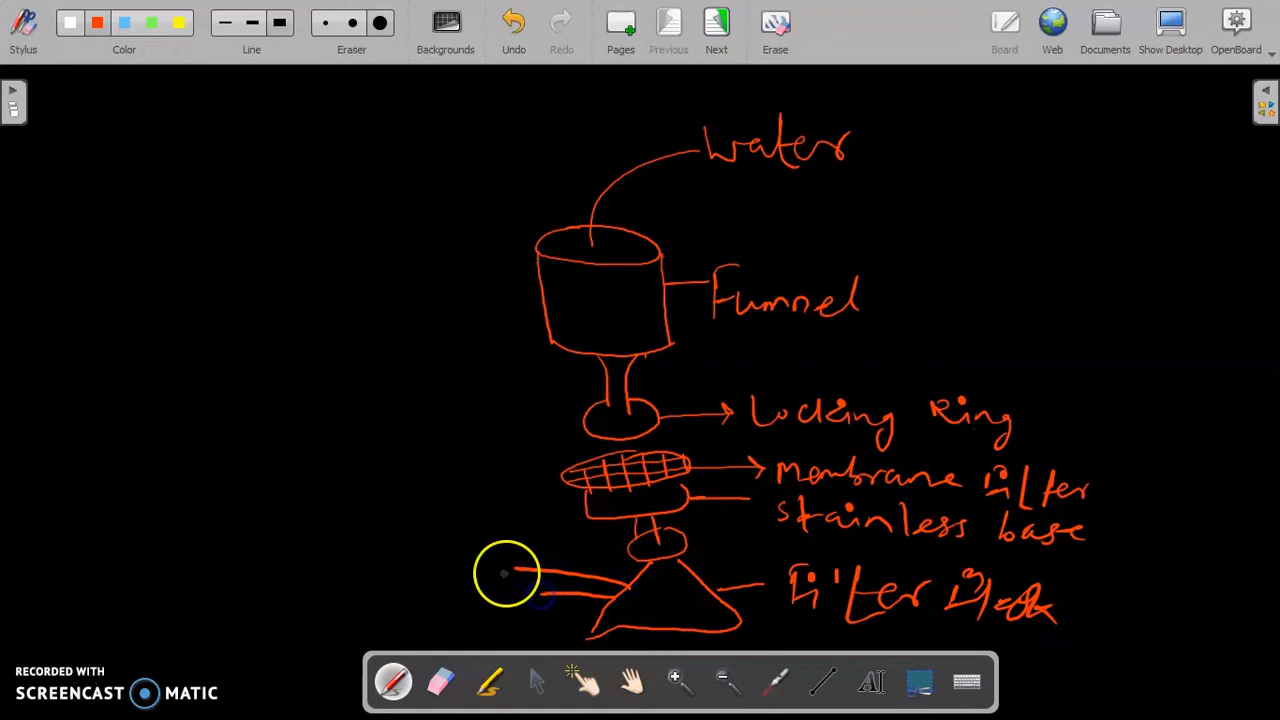 Stylus
Color
Line
Eraser
Backgrounds
Undo
Redo
Pages
Previous
Next
Erase
Board
Web
Documents
Show Desktop
OpenBoard
Water
Funnel
Locking Ring
Membrane Filter
Stainless base
Filter
RECORDED WITH
SCREENCAST MATIC